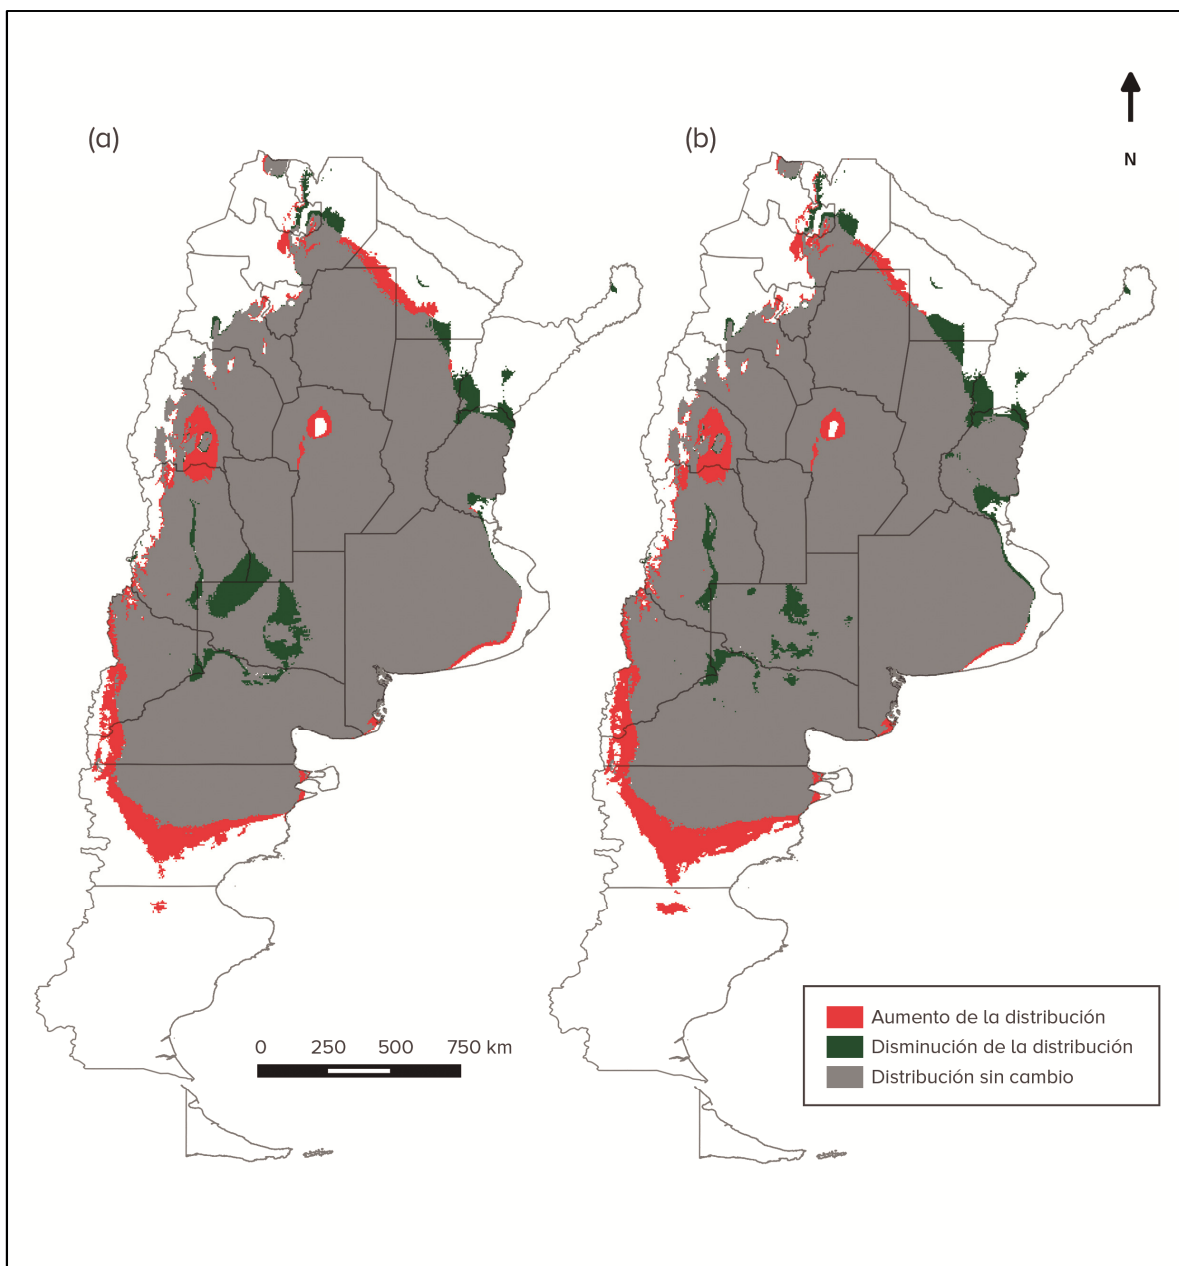 (a)
(b)
N
0 250 500 750 km
Aumento de la distribución
Disminución de la distribución
Distribución sin cambio